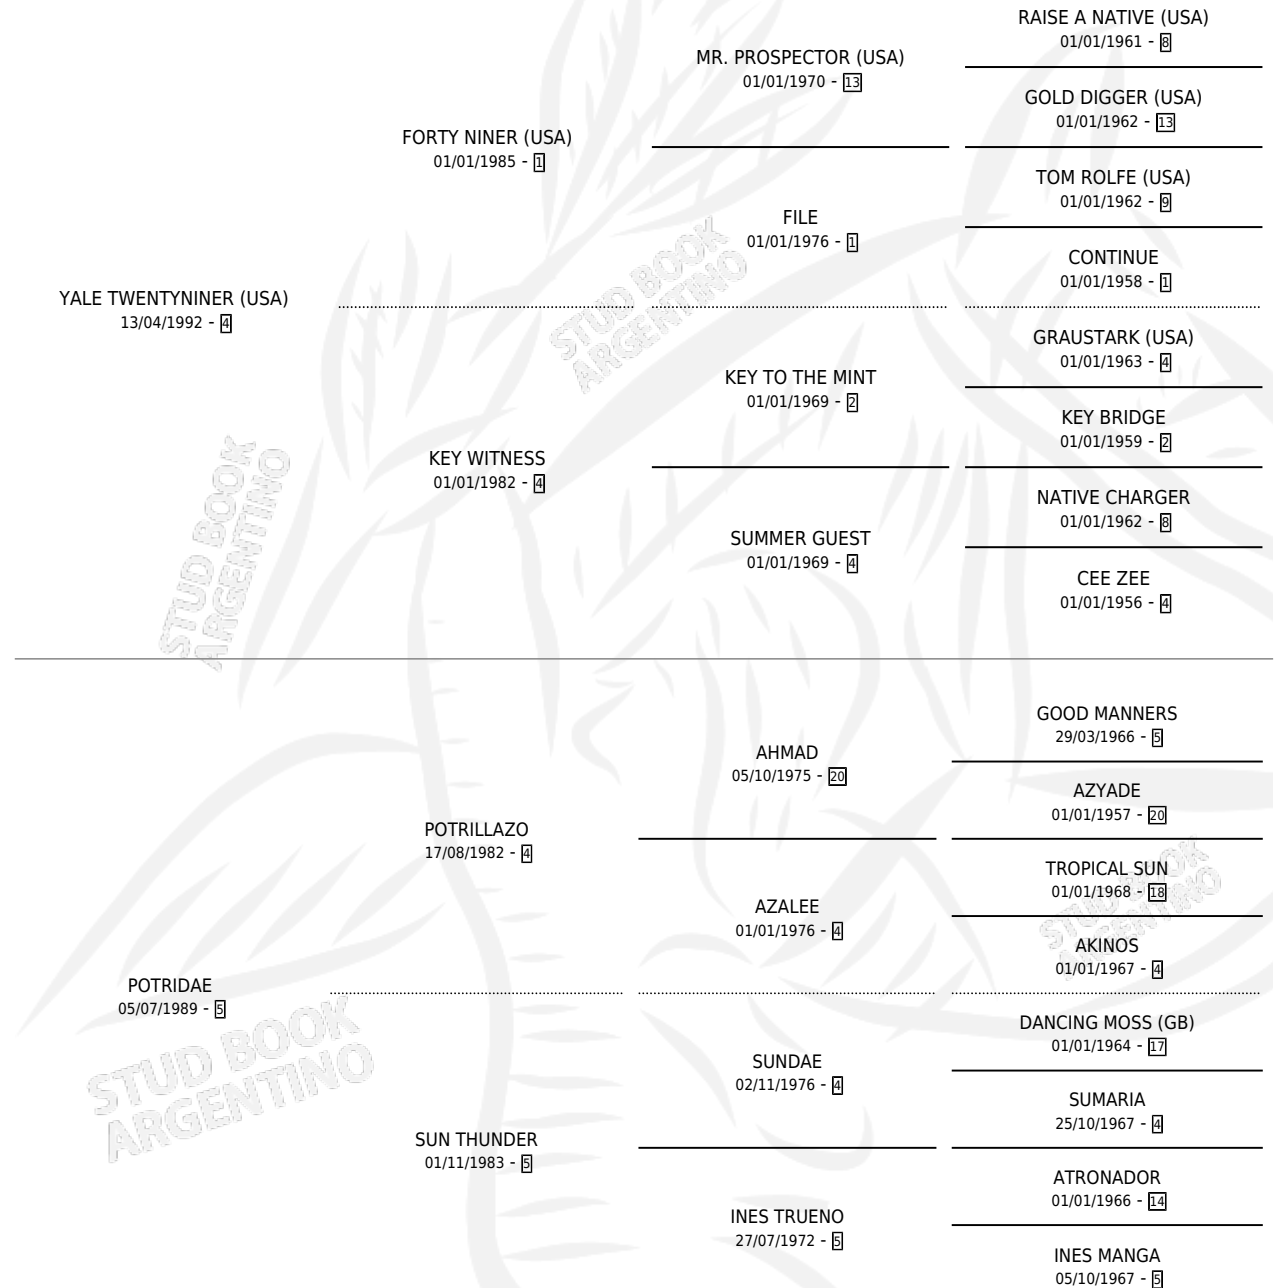 RAISE A NATIVE (USA)
01/01/1961 - 8
MR. PROSPECTOR (USA)
01/01/1970 - 13
GOLD DIGGER (USA)
01/01/1962 - 13
FORTY NINER (USA)
01/01/1985 - 1
TOM ROLFE (USA)
01/01/1962 - 9
FILE
01/01/1976 - 1
CONTINUE
01/01/1958 - 1
YALE TWENTYNINER (USA)
13/04/1992 - 4
STUD BOOK
ARGENTINO
GRAUSTARK (USA)
01/01/1963 - 4
KEY TO THE MINT
01/01/1969 - 2
KEY BRIDGE
01/01/1959 - 2
KEY WITNESS
01/01/1982 - 4
NATIVE CHARGER
01/01/1962 - 8
SUMMER GUEST
01/01/1969 - 4
CEE ZEE
01/01/1956 - 4
STUD BOOK
ARGENTINO
GOOD MANNERS
29/03/1966 - 5
AHMAD
05/10/1975 - 20
AZYADE
01/01/1957 - 20
POTRILLAZO
17/08/1982 - 4
TROPICAL SUN
01/01/1968 - 18
AZALEE
01/01/1976 - 4
STUD BOOK
ARGENTINO
AKINOS
01/01/1967 - 4
POTRIDAE
05/07/1989 - 5
STUD BOOK
ARGENTINO
DANCING MOSS (GB)
01/01/1964 - 17
SUNDAE
02/11/1976 - 4
SUMARIA
25/10/1967 - 4
SUN THUNDER
01/11/1983 - 5
ATRONADOR
01/01/1966 - 14
INES TRUENO
27/07/1972 - 5
INES MANGA
05/10/1967 - 5